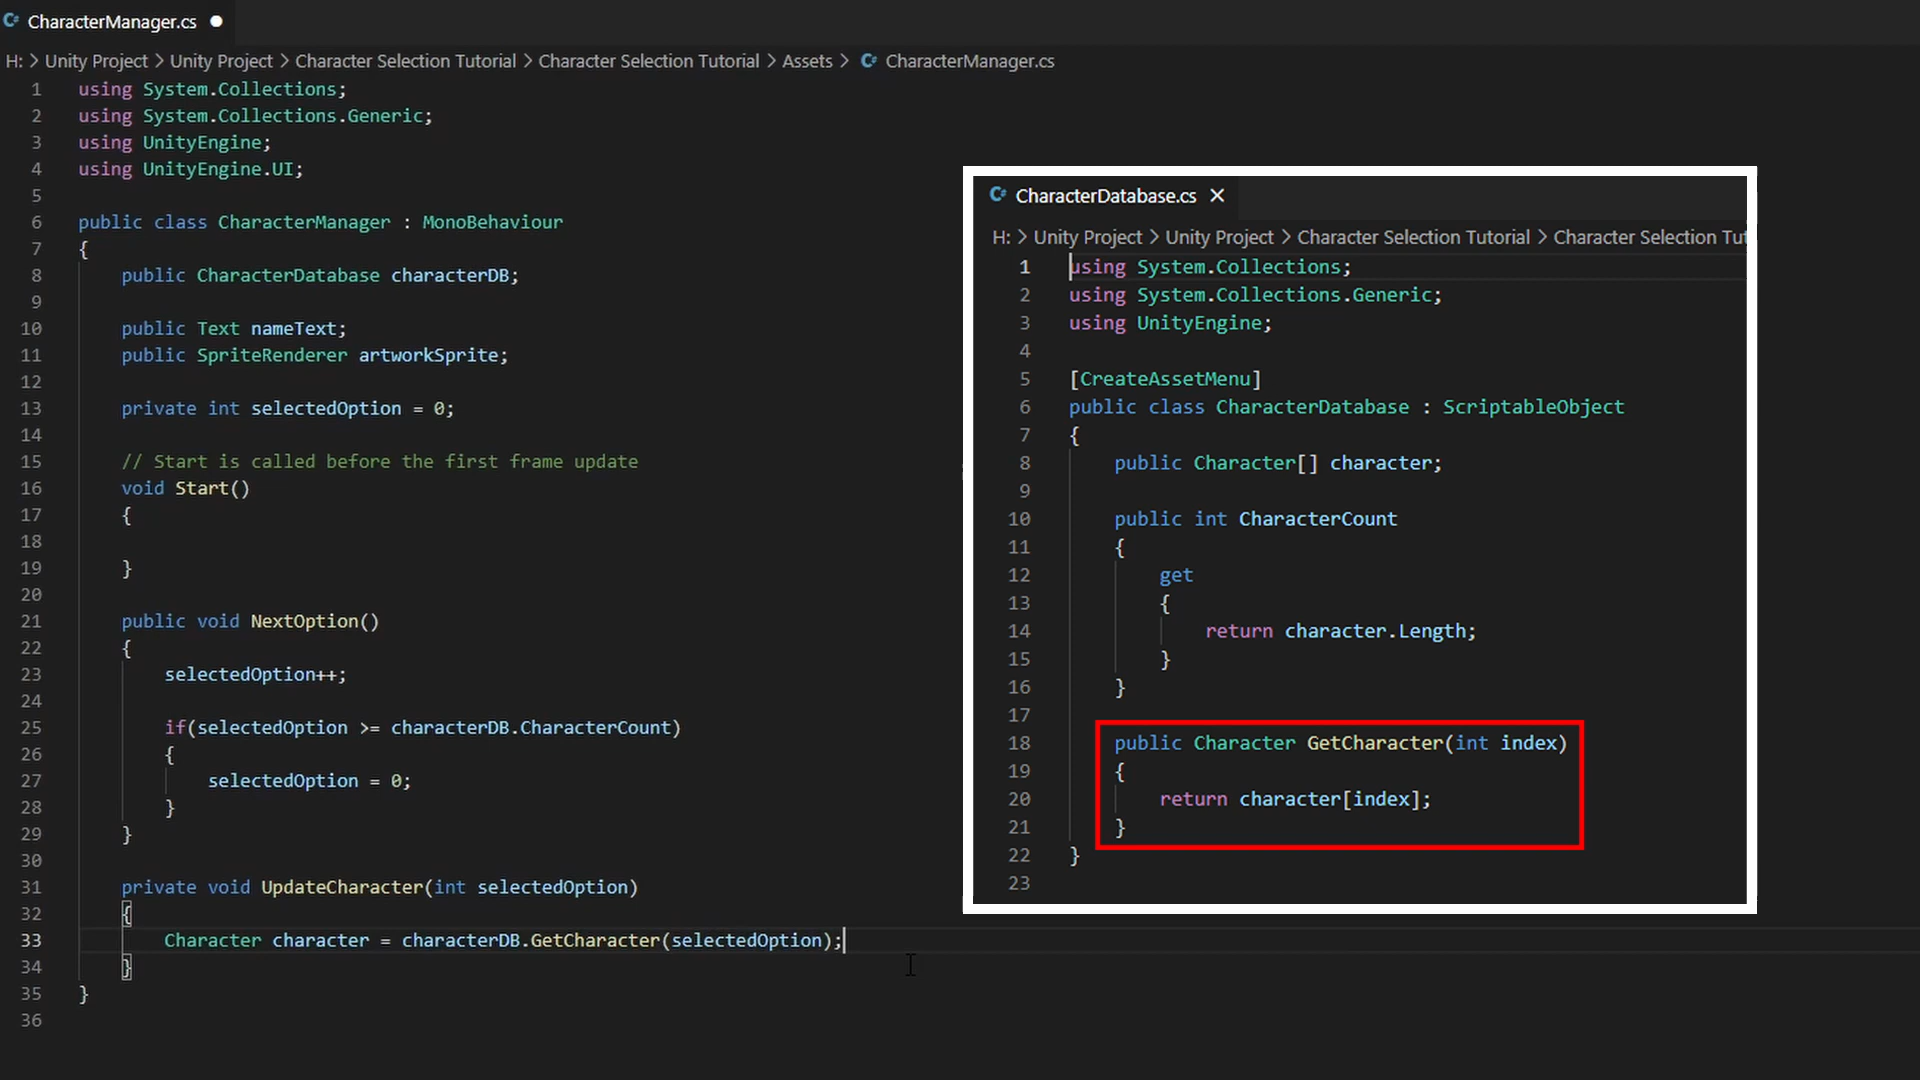 CharacterManager.cs
H: > Unity Project > Unity Project > Character Selection Tutorial > Character Selection Tutorial > Assets > CharacterManager.cs
1 using System.Collections;
2 using System.Collections.Generic;
3 using UnityEngine;
4 using UnityEngine.UI;
5
6 public class CharacterManager : MonoBehaviour
7 {
8 public CharacterDatabase characterDB;
9
10 public Text nameText;
11 public SpriteRenderer artworkSprite;
12
13 private int selectedOption = 0;
14
15 // Start is called before the first frame update
16 void Start()
17 {
18
19 }
20
21 public void NextOption()
22 {
23 selectedOption++;
24
25 if(selectedOption >= characterDB.CharacterCount)
26 {
27 selectedOption = 0;
28 }
29 }
30
31 private void UpdateCharacter(int selectedOption)
32 {
33 Character character = characterDB.GetCharacter(selectedOption);
34 }
35 }
36
CharacterDatabase.cs
H: > Unity Project > Unity Project > Character Selection Tutorial > Character Selection Tut
1 using System.Collections;
2 using System.Collections.Generic;
3 using UnityEngine;
4
5 [CreateAssetMenu]
6 public class CharacterDatabase : ScriptableObject
7 {
8 public Character[] character;
9
10 public int CharacterCount
11 {
12 get
13 {
14 return character.Length;
15 }
16 }
17
18 public Character GetCharacter(int index)
19 {
20 return character[index];
21 }
22 }
23